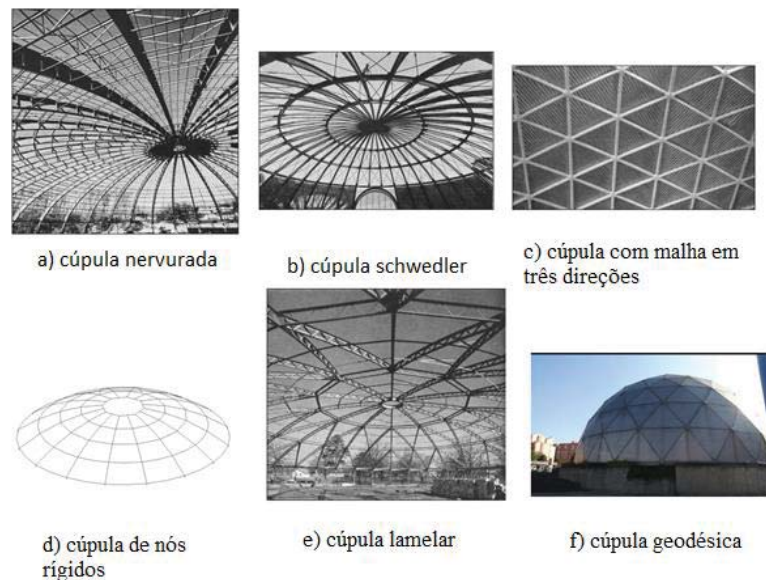 a) cúpula nervurada
b) cúpula schwedler
c) cúpula com malha em
três direções
d) cúpula de nós
rígidos
e) cúpula lamelar
f) cúpula geodésica